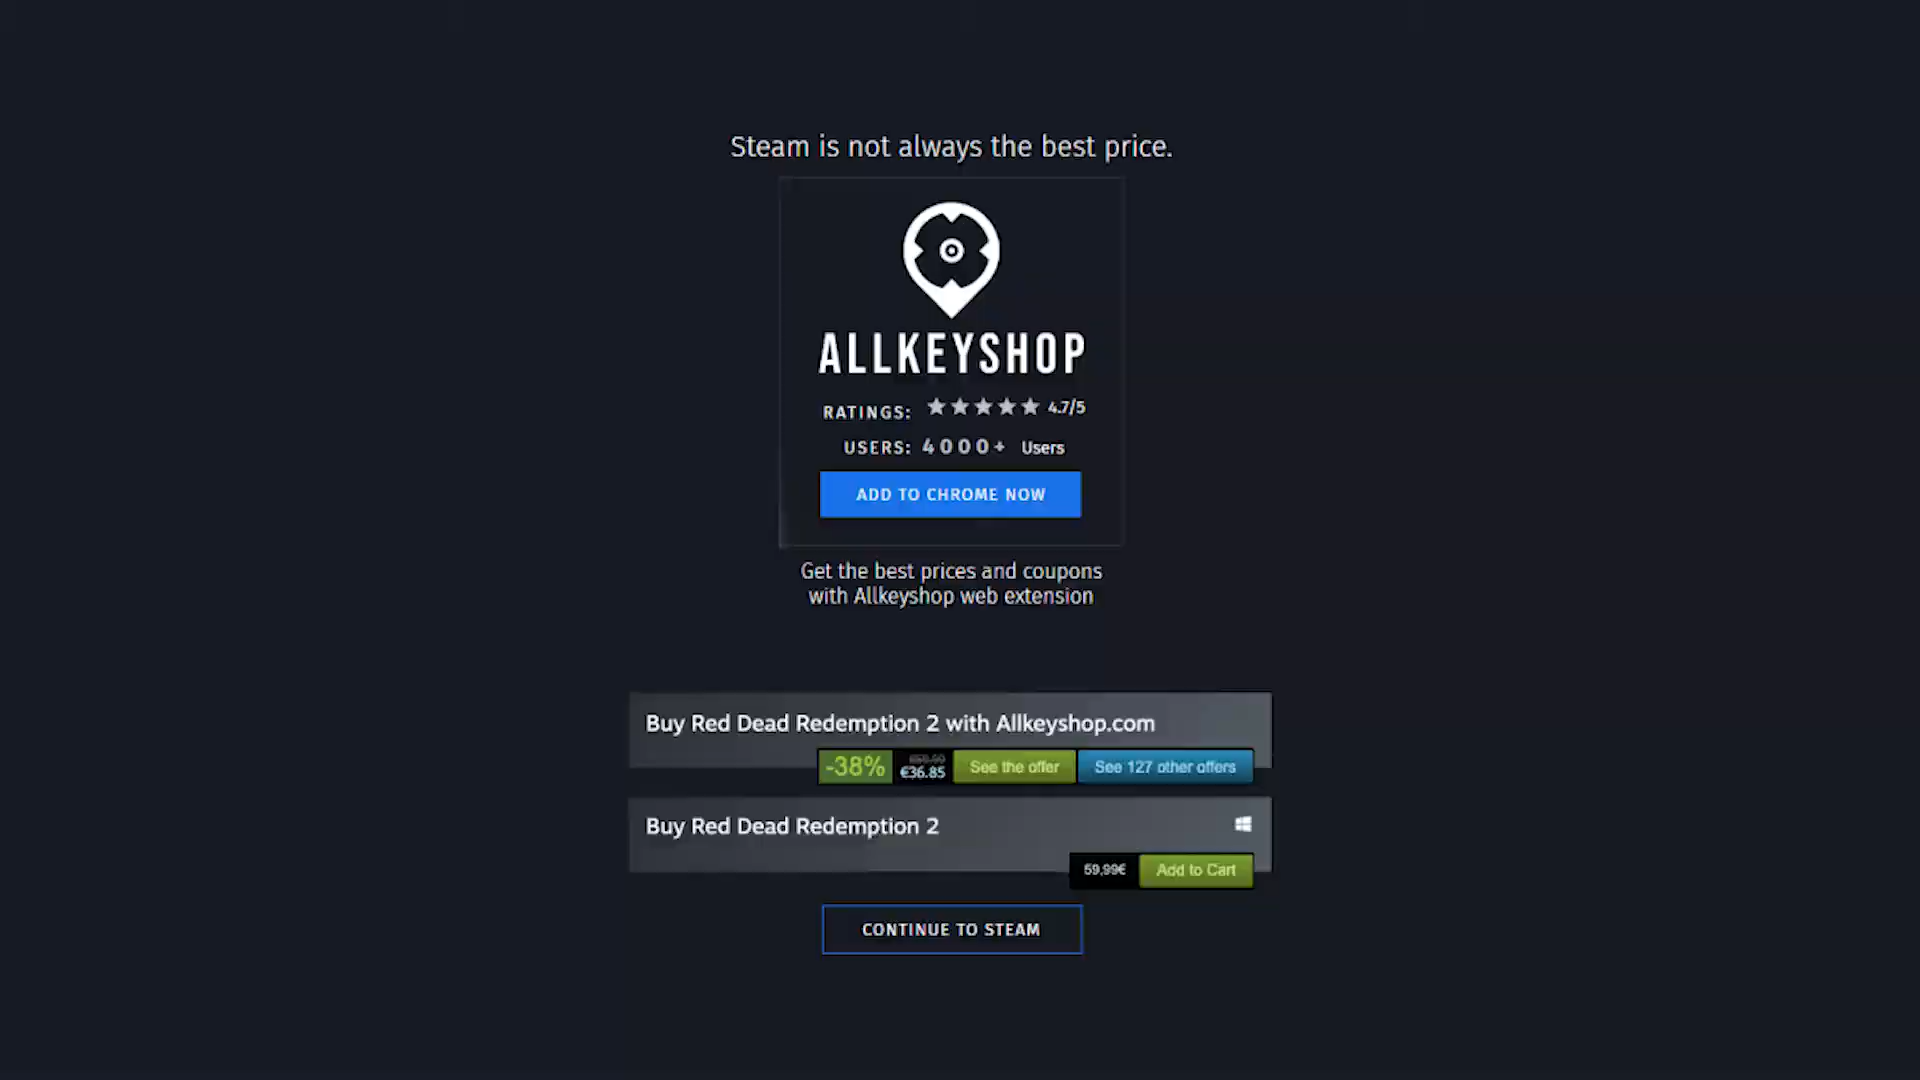 Steam is not always the best price.
ALLKEYSHOP
RATINGS: ★★★★★ 4.7/5
USERS: 4000+ Users
ADD TO CHROME NOW
Get the best prices and coupons
with Allkeyshop web extension
Buy Red Dead Redemption 2 with Allkeyshop.com
-38% €36.85 See the offer See 127 other offers
Buy Red Dead Redemption 2
59,99€ Add to Cart
CONTINUE TO STEAM